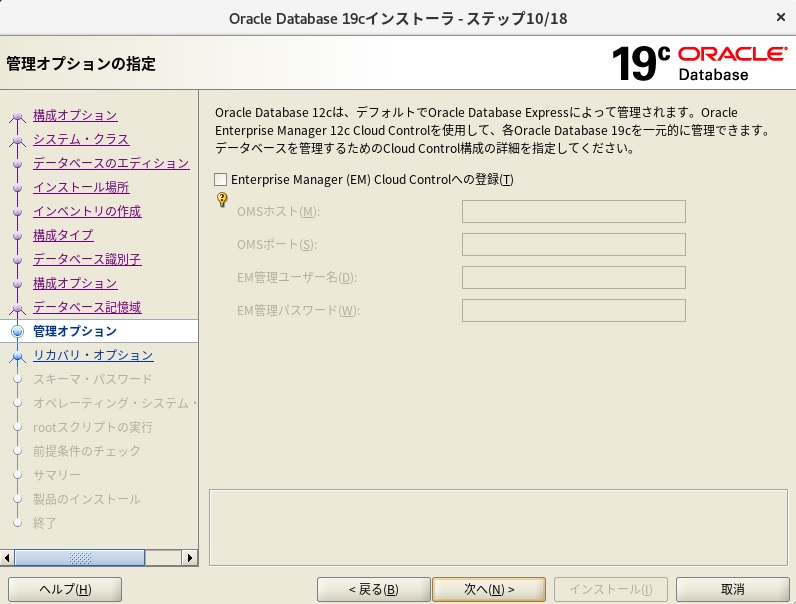 Oracle Database 19cインストーラ - ステップ10/18
×
管理オプションの指定
19c ORACLE
Database
構成オプション
システム・クラス
データベースのエディション
インストール場所
インベントリの作成
構成タイプ
データベース識別子
構成オプション
データベース記憶域
管理オプション
リカバリ・オプション
スキーマ・パスワード
オペレーティング・システム・
rootスクリプトの実行
前提条件のチェック
サマリー
製品のインストール
終了
Oracle Database 12cは、デフォルトでOracle Database Expressによって管理されます。Oracle
Enterprise Manager 12c Cloud Controlを使用して、各Oracle Database 19cを一元的に管理できます。
データベースを管理するためのCloud Control構成の詳細を指定してください。
Enterprise Manager (EM) Cloud Controlへの登録(T)
OMSホスト(M):
OMSポート(S):
EM管理ユーザー名(D):
EM管理パスワード(W):
ヘルプ(H)
< 戻る(B)
次へ(N) >
インストール(I)
取消